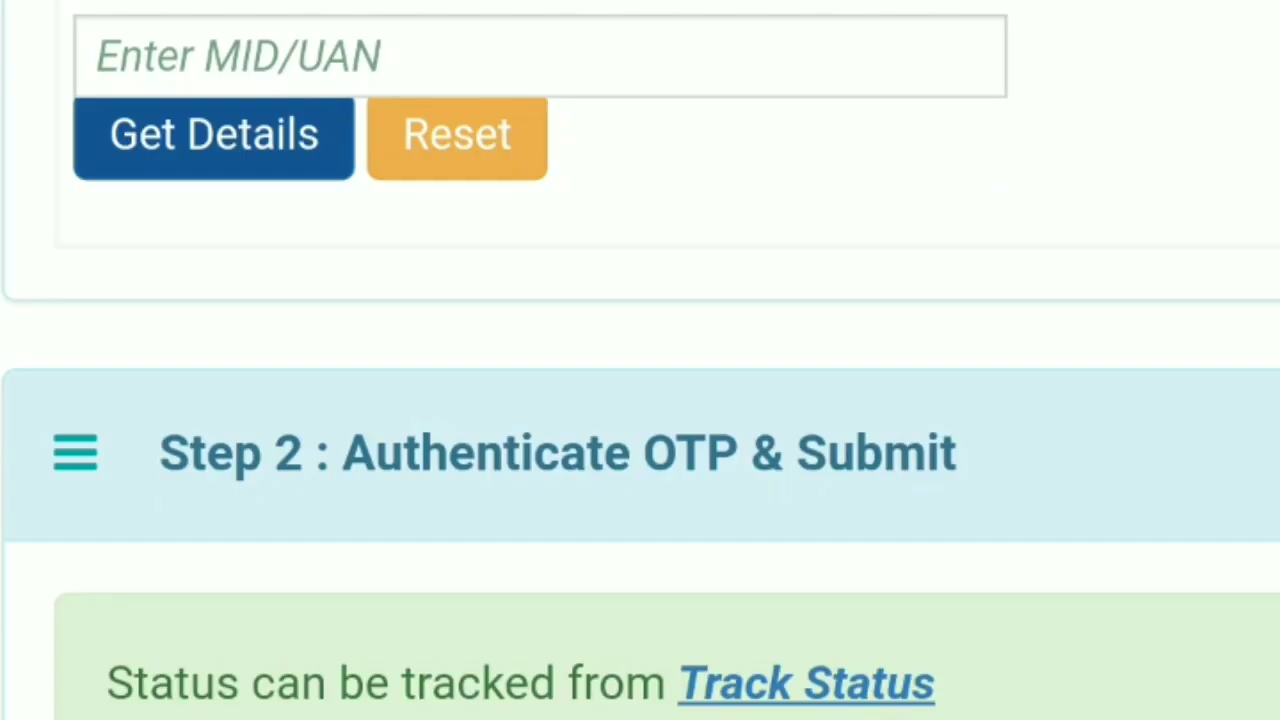 Enter MID/UAN
Get Details Reset
Step 2 : Authenticate OTP & Submit
Status can be tracked from Track Status